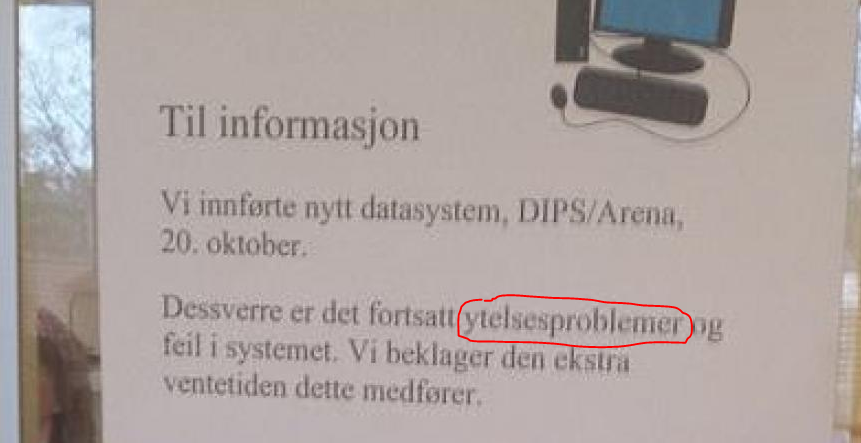 Til informasjon
Vi innførte nytt datasystem, DIPS/Arena,
20. oktober.
Dessverre er det fortsatt ytelsesproblemer og
feil i systemet. Vi beklager den ekstra
ventetiden dette medfører.